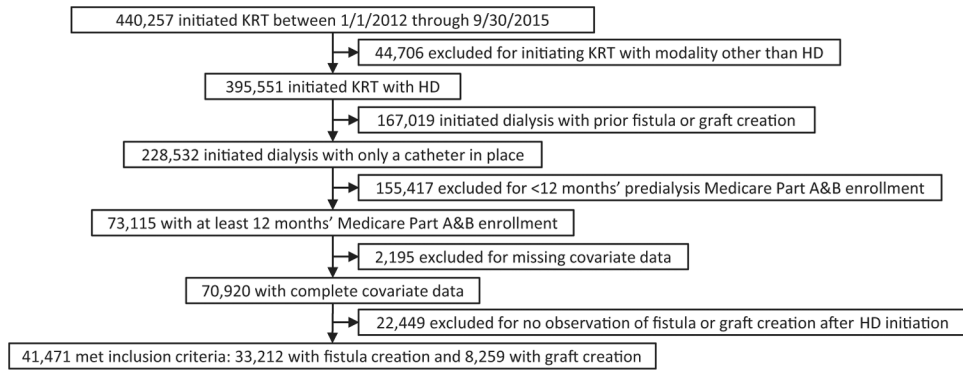 440,257 initiated KRT between 1/1/2012 through 9/30/2015
44,706 excluded for initiating KRT with modality other than HD
395,551 initiated KRT with HD
167,019 initiated dialysis with prior fistula or graft creation
228,532 initiated dialysis with only a catheter in place
155,417 excluded for <12 months’ predialysis Medicare Part A&B enrollment
73,115 with at least 12 months’ Medicare Part A&B enrollment
2,195 excluded for missing covariate data
70,920 with complete covariate data
22,449 excluded for no observation of fistula or graft creation after HD initiation
41,471 met inclusion criteria: 33,212 with fistula creation and 8,259 with graft creation